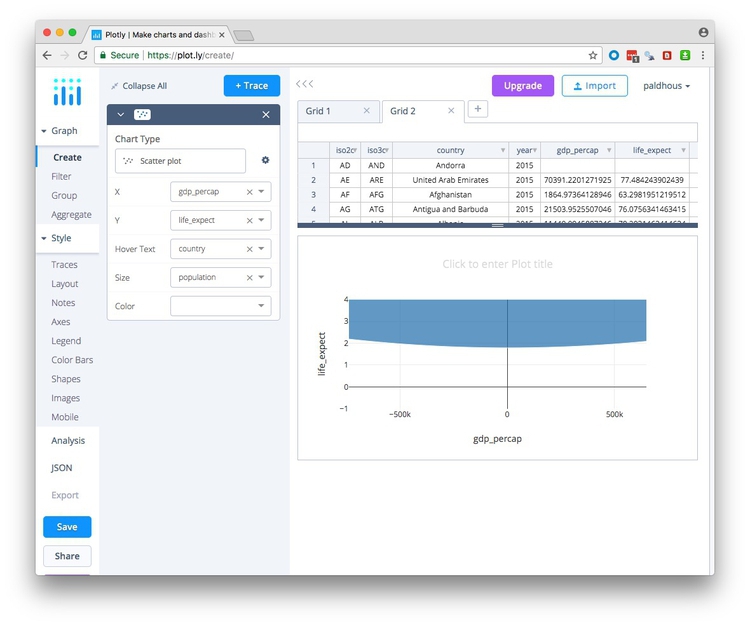 Plotly | Make charts and dashb
Secure | https://plot.ly/create/
1
Collapse All
+ Trace
Upgrade
Import
paldhous
Graph
Create
Filter
Group
Aggregate
Style
Traces
Layout
Notes
Axes
Legend
Color Bars
Shapes
Images
Mobile
Analysis
JSON
Export
Save
Share
Chart Type
Scatter plot
X gdp_percap
Y life_expect
Hover Text country
Size population
Color
Grid 1
Grid 2
+
iso2c iso3c country year gdp_percap life_expect
1 AD AND Andorra 2015
2 AE ARE United Arab Emirates 2015 70391.2201271925 77.484243902439
3 AF AFG Afghanistan 2015 1864.97364128946 63.2981951219512
4 AG ATG Antigua and Barbuda 2015 21503.9525507046 76.0756341463415
Click to enter Plot title
4
3
2
1
0
−1
life_expect
−500k 0 500k
gdp_percap